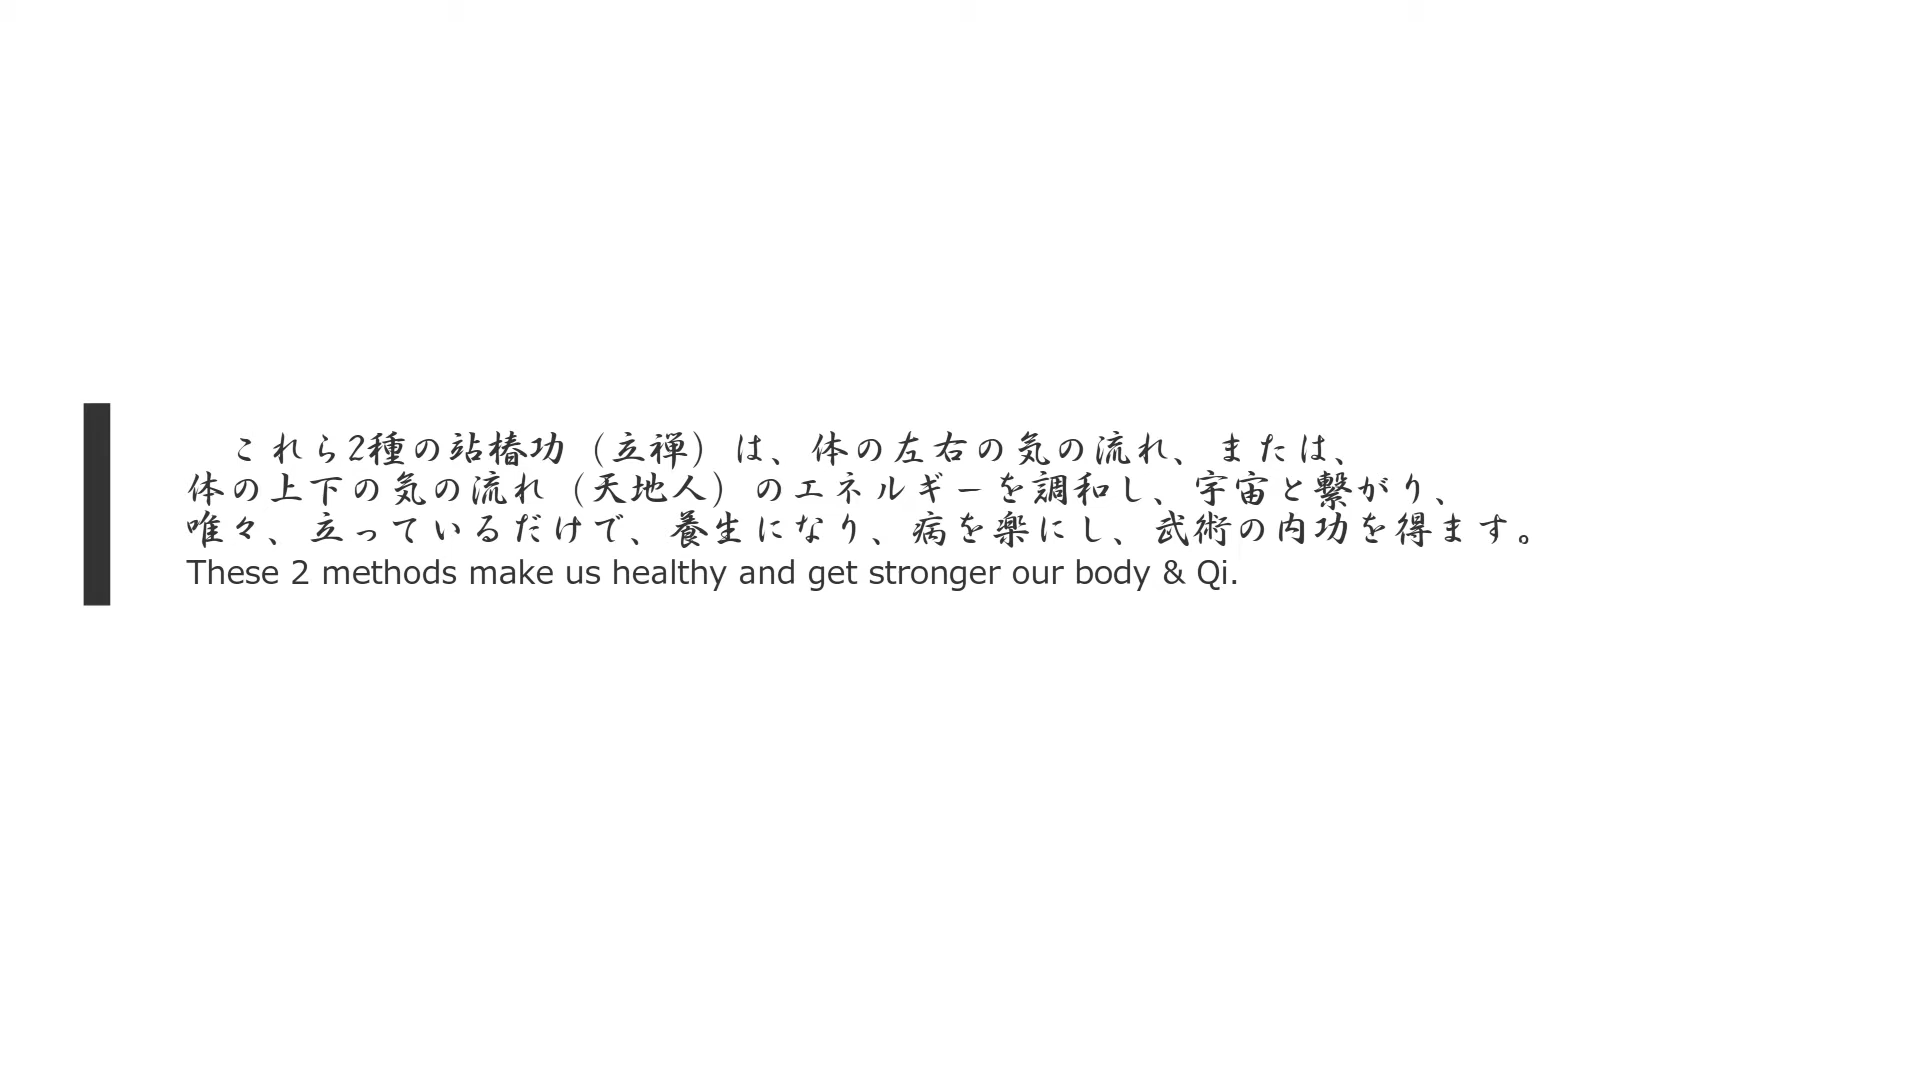 これら2種の站椿功（立禅）は、体の左右の気の流れ、または、
体の上下の気の流れ（天地人）のエネルギーを調和し、宇宙と繋がり、
唯々、立っているだけで、養生になり、病を楽にし、武術の内功を得ます。
These 2 methods make us healthy and get stronger our body & Qi.